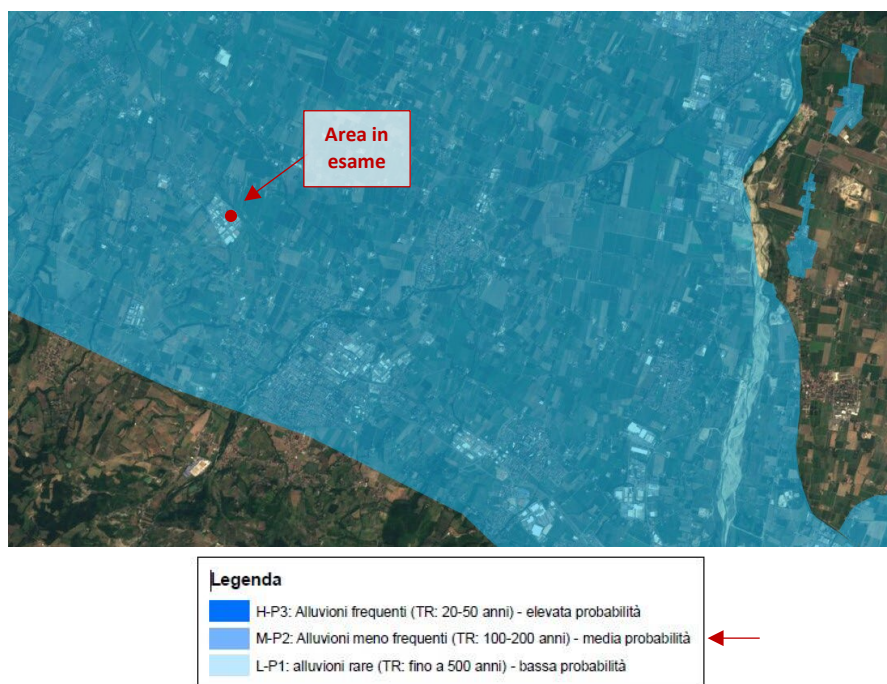 Area in
esame
Legenda
H-P3: Alluvioni frequenti (TR: 20-50 anni) - elevata probabilità
M-P2: Alluvioni meno frequenti (TR: 100-200 anni) - media probabilità
L-P1: alluvioni rare (TR: fino a 500 anni) - bassa probabilità